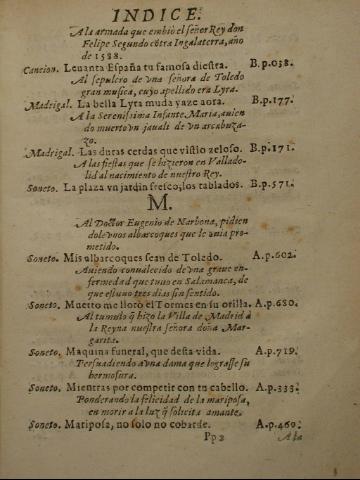 INDICE.
A la armada que embiò el señor Rey don
Felipe Segundo cõtra Ingalaterra, año
de 1588.
Cancion. Leuanta España tu famosa diestra. B.p.038.
Al sepulcro de vna señora de Toledo
gran musica, cuyo apellido era Lyra.
Madrigal. La bella Lyra muda yaze aora. B.p.177.
A la Serenissima Infante Maria, auien
do muerto vn jauali de vn arcabuza-
zo.
Madrigal. Las duras cerdas que vistio zeloso. B.p.171.
A las fiestas que se hizieron en Vallado-
lid al nacimiento de nuestro Rey.
Soneto. La plaza vn jardin fresco, los tablados. B.p.571.
M.
Al Doctor Eugenio de Narbona, pidien
dole vnos albarcoques que le auia pro-
metido.
Soneto. Mis albarcoques sean de Toledo. A.p.602.
Auiendo conualecido de vna graue en-
fermedad que tuuo en Salamanca, de
que estuuo tres dias sin sentido.
Soneto. Muerto me llorò el Tormes en su orilla. A.p.680.
Al tumulo q̃ hizo la Villa de Madrid à
la Reyna nuestra señora doña Mar-
garita.
Soneto. Maquina funeral, que desta vida. A.p.719.
Persuadiendo a vna dama que lograsse su
hermosura.
Soneto. Mientras por competir con tu cabello. A.p.333.
Ponderando la felicidad de la mariposa,
en morir a la luz q̃ solicita amante.
Soneto. Mariposa, no solo no cobarde. A.p.460.
Pp 2 A la